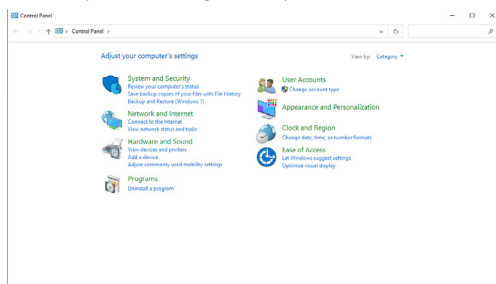 Control Panel
Control Panel
Adjust your computer's settings
View by: Category
System and Security
Review your computer's status
Save backup copies of your files with File History
Backup and Restore (Windows 7)
Network and Internet
Connect to the Internet
View network status and tasks
Hardware and Sound
View devices and printers
Add a device
Adjust commonly used mobility settings
Programs
Uninstall a program
User Accounts
Change account type
Appearance and Personalization
Clock and Region
Change date, time, or number formats
Ease of Access
Let Windows suggest settings
Optimize visual display